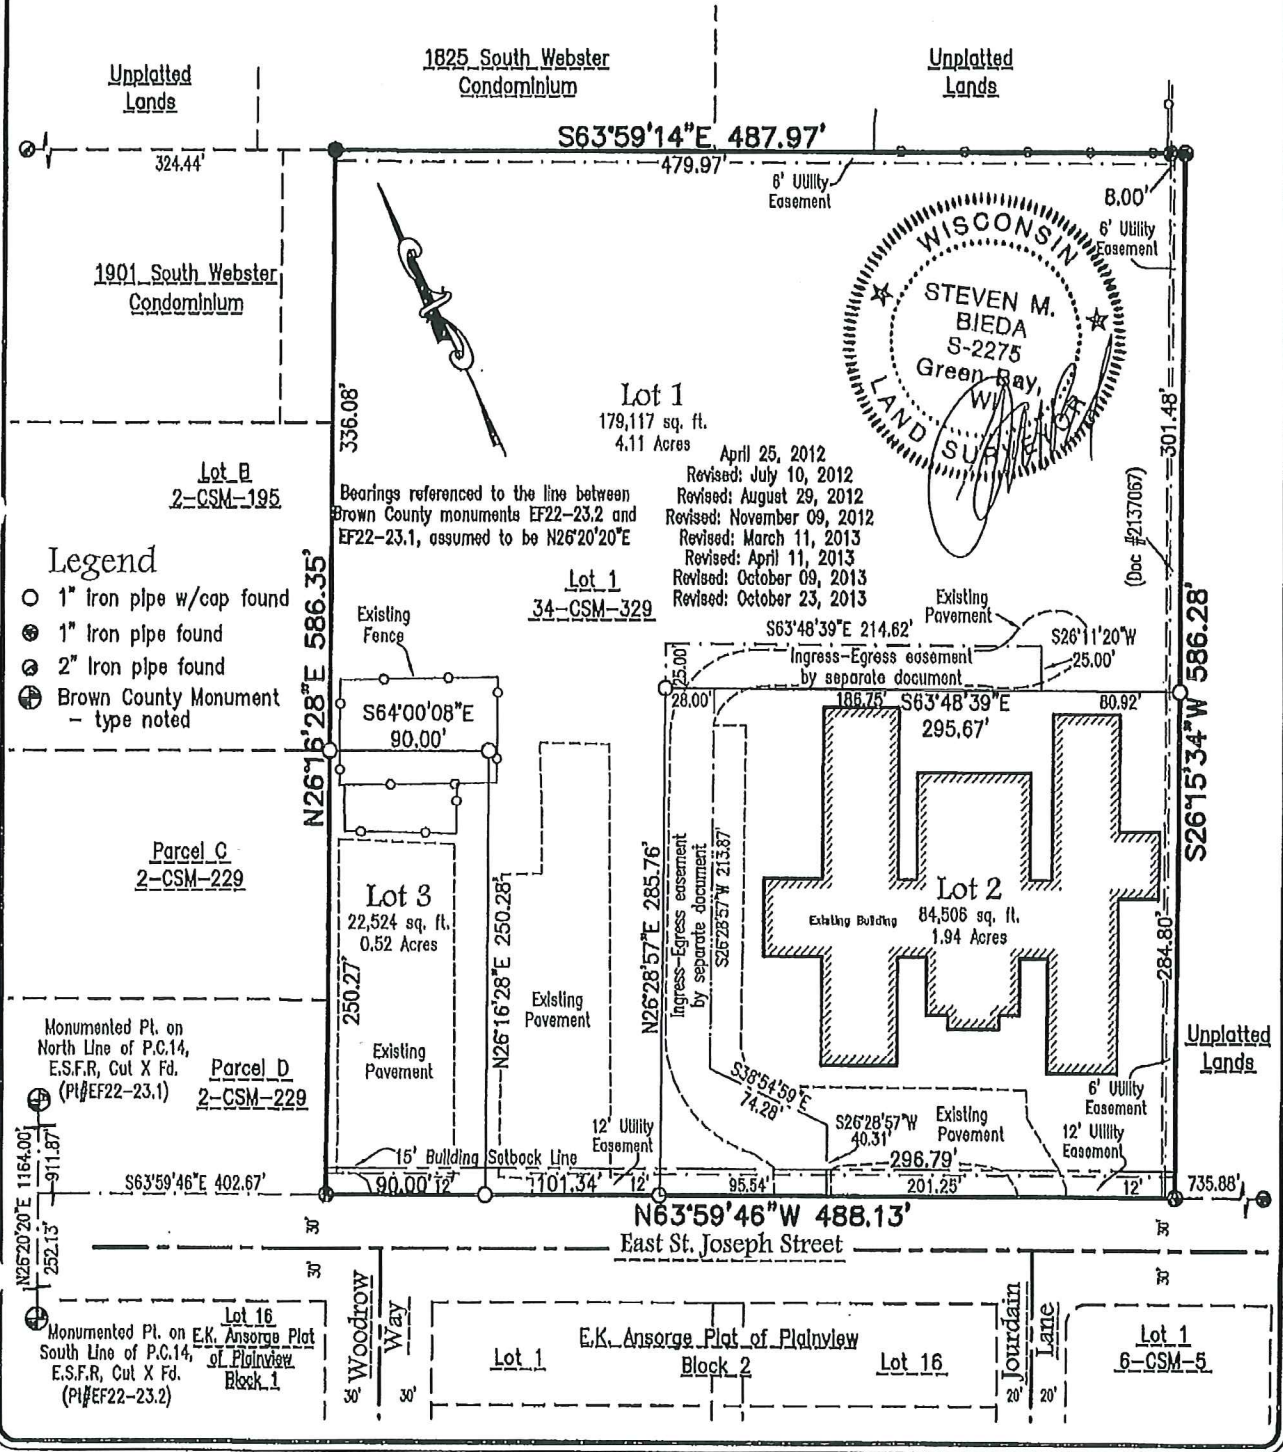 Unplatted
Lands
1825 South Webster
Condominium
Unplatted
Lands
S63°59'14"E 487.97'
324.44'
479.97'
6' Utility
Easement
8.00'
6' Utility
Easement
1901 South Webster
Condominium
WISCONSIN
STEVEN M.
BIEDA
S-2275
Green Bay,
WI
LAND SURVEYOR
336.08'
301.48'
Lot 1
179,117 sq. ft.
4.11 Acres
April 25, 2012
Revised: July 10, 2012
Revised: August 29, 2012
Revised: November 09, 2012
Revised: March 11, 2013
Revised: April 11, 2013
Revised: October 09, 2013
Revised: October 23, 2013
Bearings referenced to the line between
Brown County monuments EF22-23.2 and
EF22-23.1, assumed to be N26°20'20"E
Lot B
2-CSM-195
(Doc #2137067)
Legend
1" iron pipe w/cap found
1" iron pipe found
2" iron pipe found
Brown County Monument
- type noted
N26°16'28"E 586.35'
Lot 1
34-CSM-329
Existing
Fence
Existing
Pavement
S63°48'39"E 214.62'
S26°11'20"W
25.00'
S26°15'34"W 586.28'
25.00'
Ingress-Egress easement
by separate document
28.00'
186.75'
S63°48'39"E
295.67'
80.92'
S64°00'08"E
90.00'
Parcel C
2-CSM-229
Lot 3
22,524 sq. ft.
0.52 Acres
250.27'
N26°16'28"E 250.28'
N26°28'57"E 285.76'
Ingress-Egress easement
by separate document
S26°28'57"W 213.87'
Existing Building
Lot 2
84,506 sq. ft.
1.94 Acres
284.80'
Existing
Pavement
Existing
Pavement
Unplatted
Lands
Monumented Pt. on
North Line of P.C.14,
E.S.F.R, Cut X Fd.
(Pt#EF22-23.1)
Parcel D
2-CSM-229
S38°54'59"E
74.28'
S26°28'57"W
40.31'
Existing
Pavement
6' Utility
Easement
12' Utility
Easement
12' Utility
Easement
15' Building Setback Line
296.79'
N26°20'20"E 1164.00'
911.87'
252.13'
S63°59'46"E 402.67'
90.00'
12'
101.34'
12'
95.54'
201.25'
12'
735.88'
N63°59'46"W 488.13'
30'
30'
East St. Joseph Street
30'
30'
Woodrow
Way
30'
30'
Jourdain
Lane
20'
20'
Monumented Pt. on
South Line of P.C.14,
E.S.F.R, Cut X Fd.
(Pt#EF22-23.2)
Lot 16
E.K. Ansorge Plat
of Plainview
Block 1
Lot 1
E.K. Ansorge Plat of Plainview
Block 2
Lot 16
Lot 1
6-CSM-5